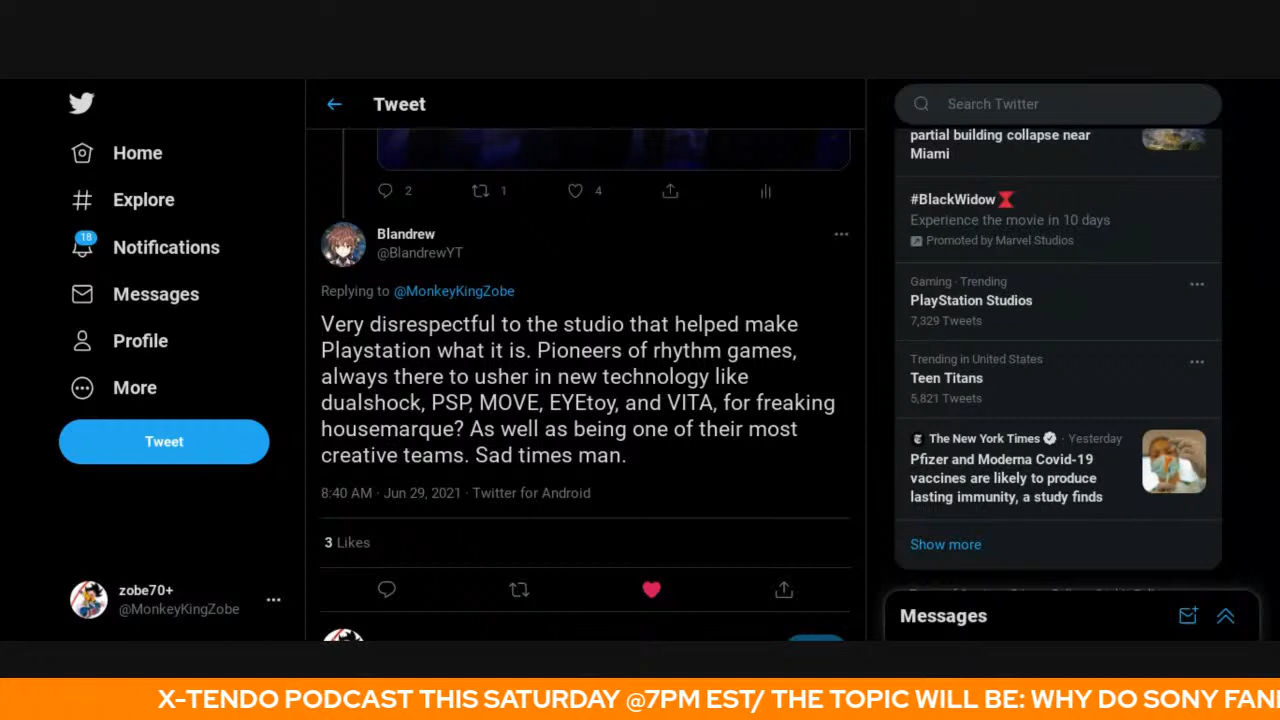 Home
Explore
18
Notifications
Messages
Profile
More
Tweet
zobe70+
@MonkeyKingZobe
Tweet
2
1
4
Blandrew
@BlandrewYT
Replying to @MonkeyKingZobe
Very disrespectful to the studio that helped make
Playstation what it is. Pioneers of rhythm games,
always there to usher in new technology like
dualshock, PSP, MOVE, EYEtoy, and VITA, for freaking
housemarque? As well as being one of their most
creative teams. Sad times man.
8:40 AM · Jun 29, 2021 · Twitter for Android
3 Likes
Search Twitter
partial building collapse near
Miami
#BlackWidow
Experience the movie in 10 days
Promoted by Marvel Studios
Gaming · Trending
PlayStation Studios
7,329 Tweets
Trending in United States
Teen Titans
5,821 Tweets
The New York Times · Yesterday
Pfizer and Moderna Covid-19
vaccines are likely to produce
lasting immunity, a study finds
Show more
Messages
X-TENDO PODCAST THIS SATURDAY @7PM EST/ THE TOPIC WILL BE: WHY DO SONY FAN